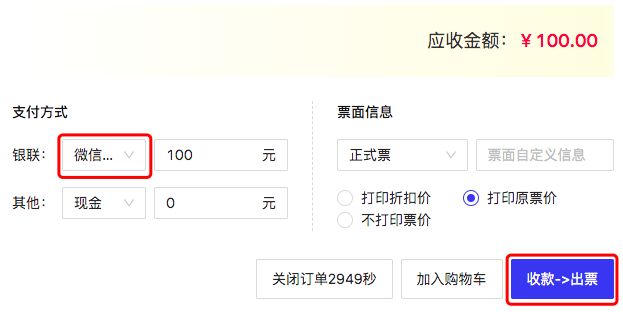 应收金额：¥ 100.00
支付方式
银联： 微信... 100 元
其他： 现金 0 元
票面信息
正式票 票面自定义信息
打印折扣价 打印原票价
不打印票价
关闭订单2949秒 加入购物车 收款->出票